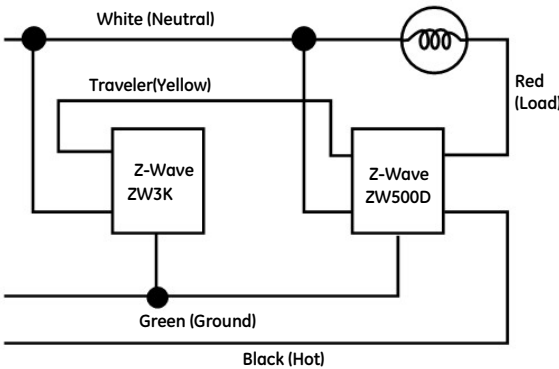 White (Neutral)
Traveler(Yellow)
Red
(Load)
Z-Wave
ZW3K
Z-Wave
ZW500D
Green (Ground)
Black (Hot)